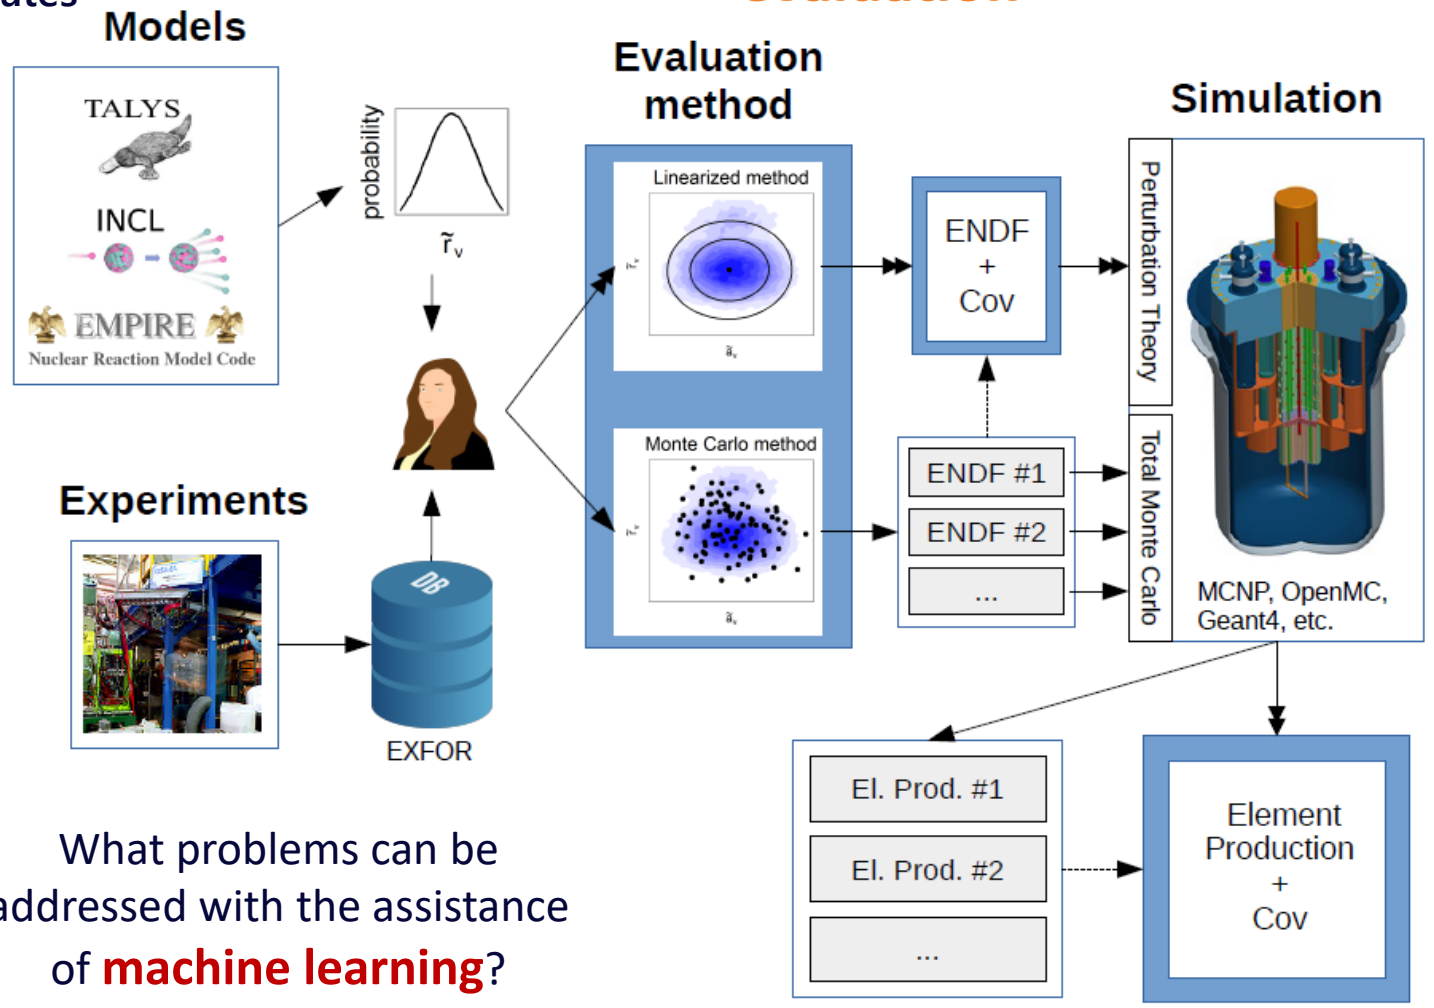 Models
Evaluation
method
Simulation
TALYS
INCL
EMPIRE
Nuclear Reaction Model Code
probability
r̃ᵥ
Linearized method
r̃ᵥ
ãᵥ
Monte Carlo method
r̃ᵥ
ãᵥ
ENDF
+
Cov
ENDF #1
ENDF #2
...
Perturbation Theory
Total Monte Carlo
MCNP, OpenMC,
Geant4, etc.
Experiments
DB
EXFOR
El. Prod. #1
El. Prod. #2
...
Element
Production
+
Cov
What problems can be
addressed with the assistance
of machine learning?